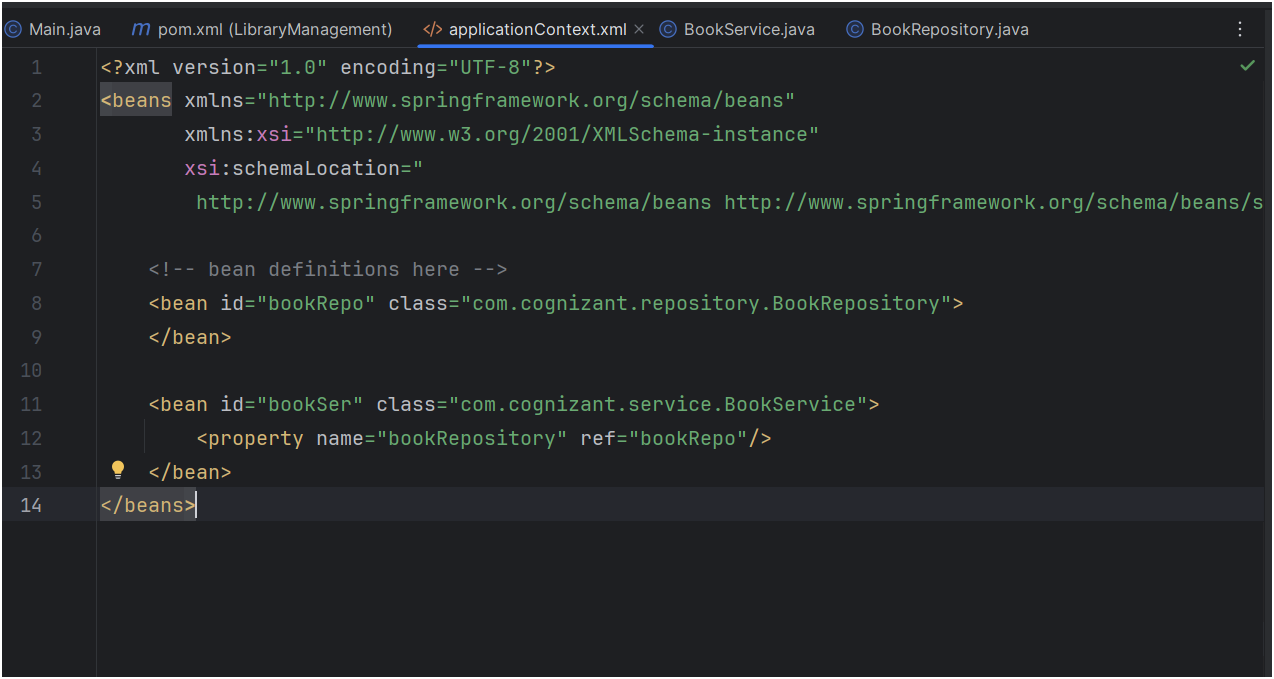 Main.java m pom.xml (LibraryManagement) </> applicationContext.xml BookService.java BookRepository.java
1 <?xml version="1.0" encoding="UTF-8"?>
2 <beans xmlns="http://www.springframework.org/schema/beans"
3 xmlns:xsi="http://www.w3.org/2001/XMLSchema-instance"
4 xsi:schemaLocation="
5 http://www.springframework.org/schema/beans http://www.springframework.org/schema/beans/s
6
7 <!-- bean definitions here -->
8 <bean id="bookRepo" class="com.cognizant.repository.BookRepository">
9 </bean>
10
11 <bean id="bookSer" class="com.cognizant.service.BookService">
12 <property name="bookRepository" ref="bookRepo"/>
13 </bean>
14 </beans>